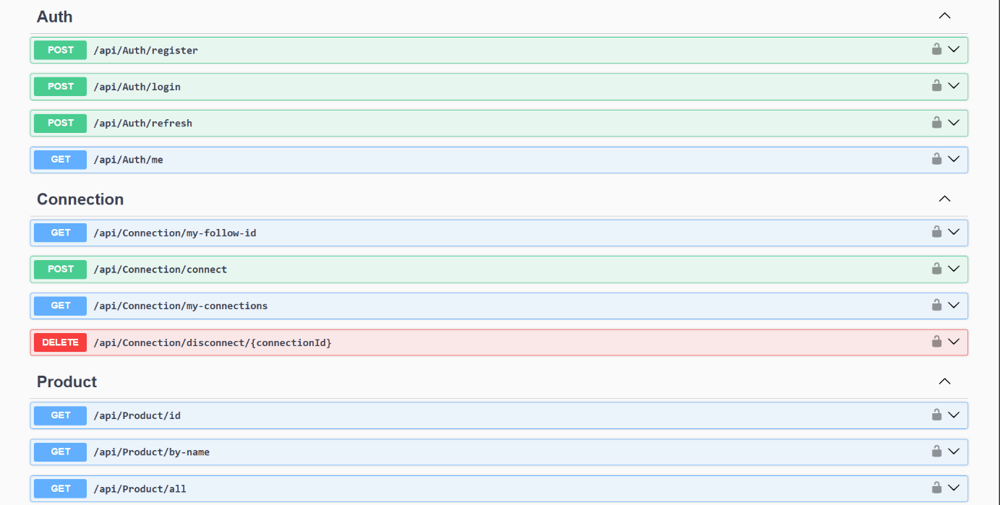 Auth
POST /api/Auth/register
POST /api/Auth/login
POST /api/Auth/refresh
GET /api/Auth/me
Connection
GET /api/Connection/my-follow-id
POST /api/Connection/connect
GET /api/Connection/my-connections
DELETE /api/Connection/disconnect/{connectionId}
Product
GET /api/Product/id
GET /api/Product/by-name
GET /api/Product/all